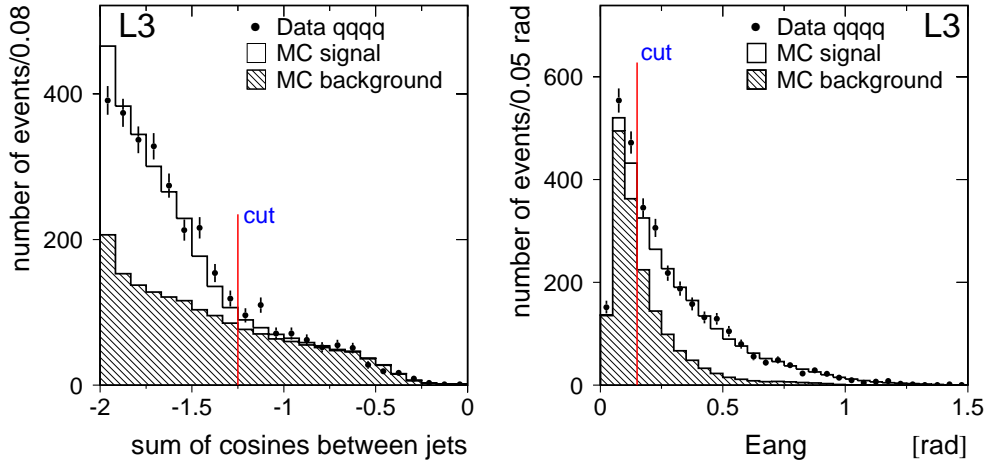 L3
Data qqqq
MC signal
MC background
cut
number of events/0.08
400
200
0
-2
-1.5
-1
-0.5
0
sum of cosines between jets
L3
Data qqqq
MC signal
MC background
cut
number of events/0.05 rad
600
400
200
0
0
0.5
1
1.5
Eang [rad]